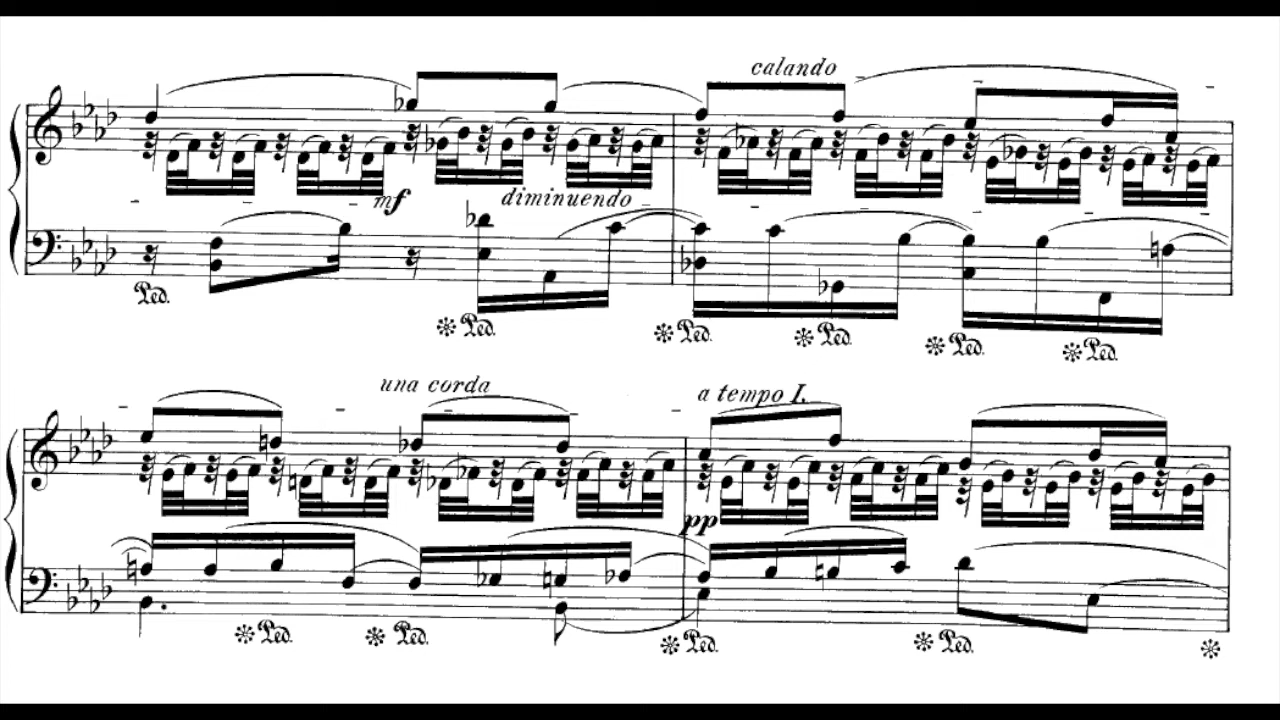 calando
mf diminuendo
Ped.
Ped. Ped. Ped. Ped. Ped.
una corda a tempo I.
pp
Ped. Ped. Ped. Ped.